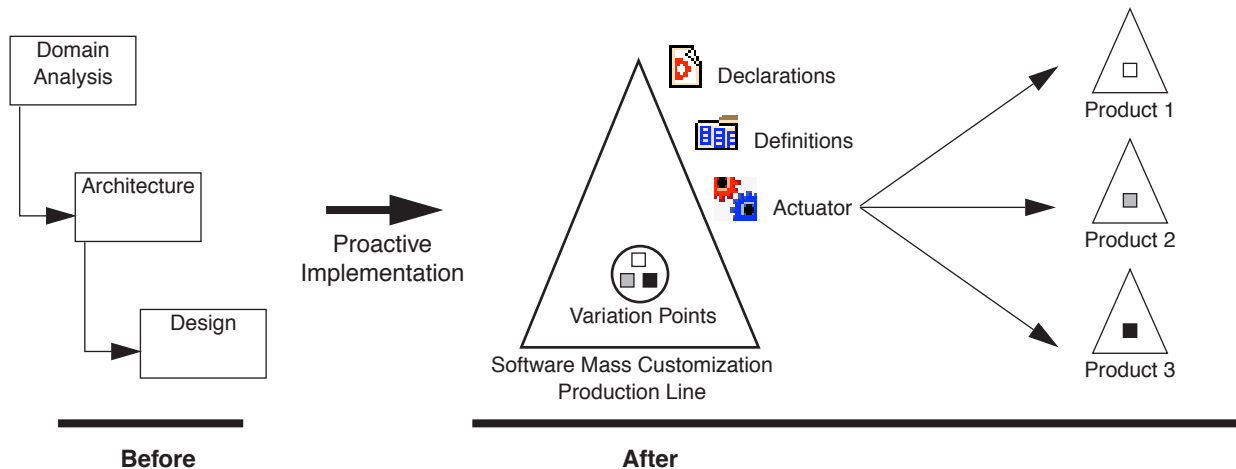 Domain
Analysis
Architecture
Design
Proactive
Implementation
Declarations
Definitions
Actuator
Variation Points
Software Mass Customization
Production Line
Product 1
Product 2
Product 3
Before
After